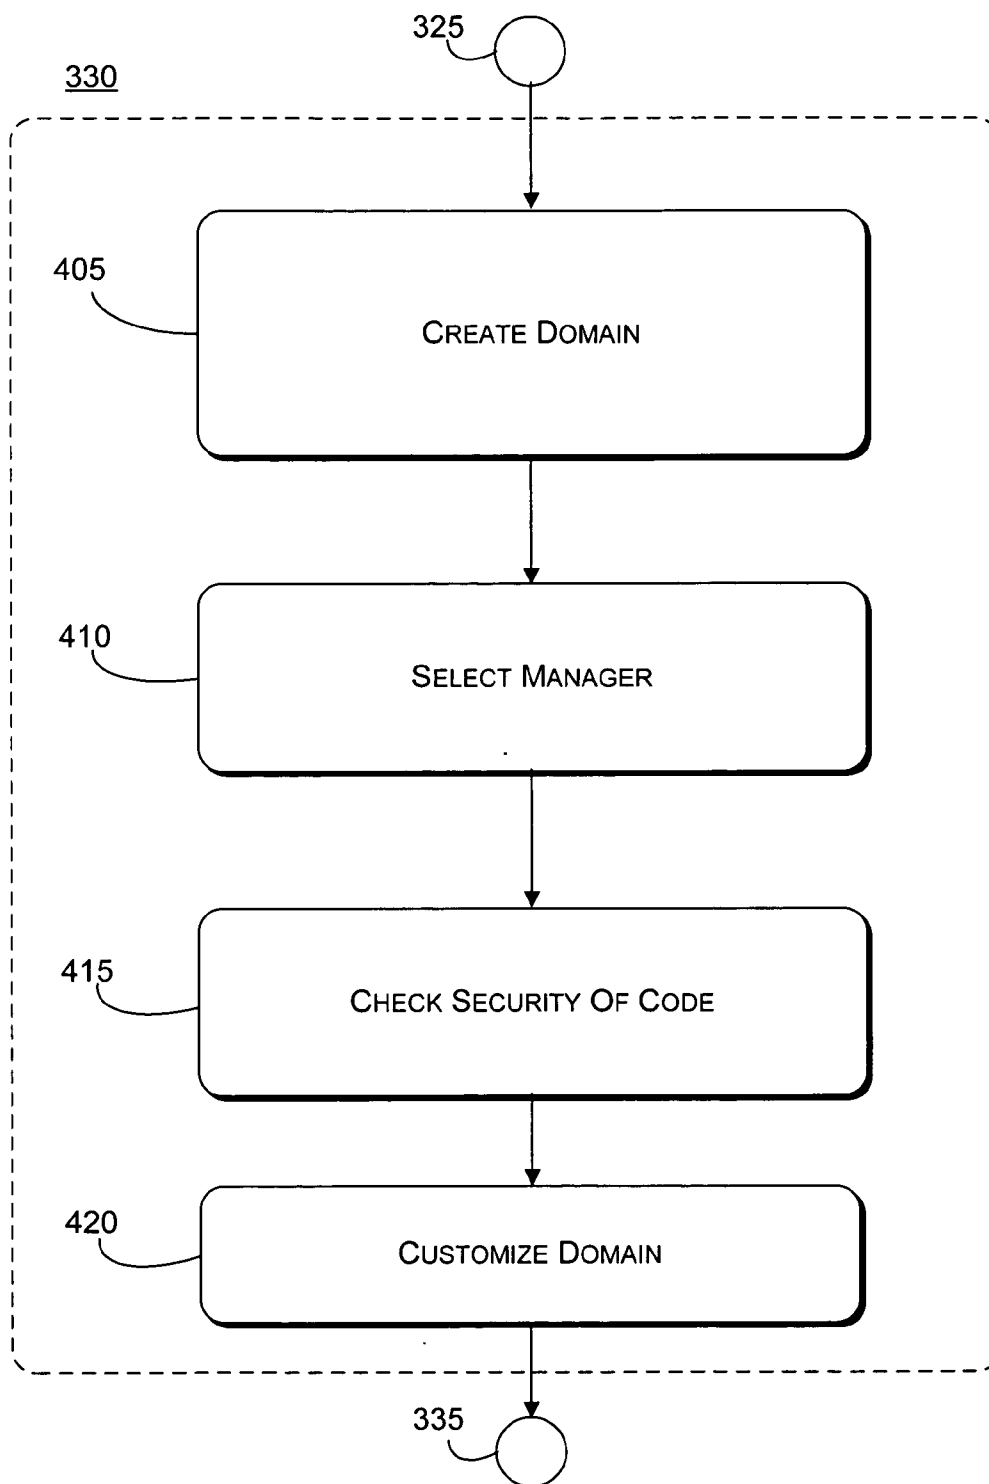 325
330
405
CREATE DOMAIN
410
SELECT MANAGER
415
CHECK SECURITY OF CODE
420
CUSTOMIZE DOMAIN
335